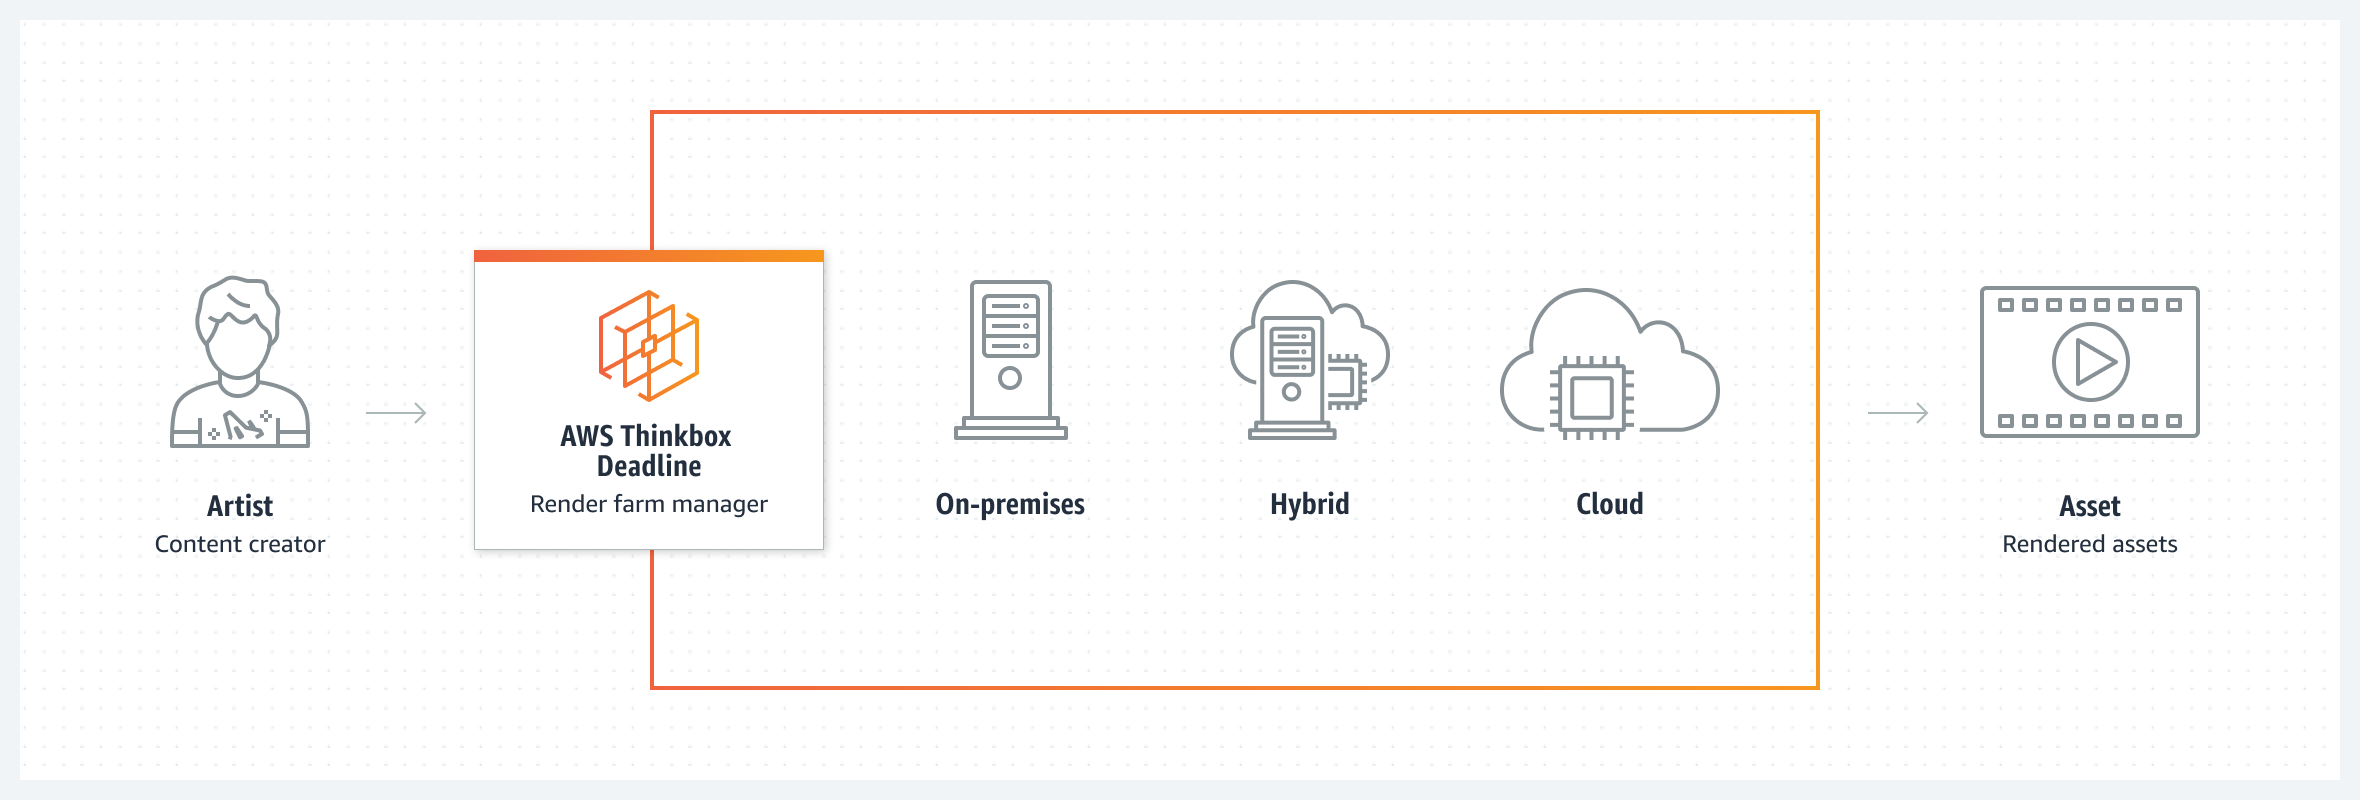 Artist
Content creator
AWS Thinkbox
Deadline
Render farm manager
On-premises
Hybrid
Cloud
Asset
Rendered assets